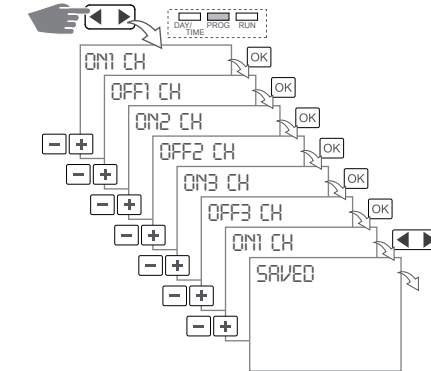 DAY/
TIME PROG RUN
ON1 CH
OK
OFF1 CH
OK
ON2 CH
OK
OFF2 CH
OK
ON3 CH
OK
OFF3 CH
OK
ON1 CH
SAVED